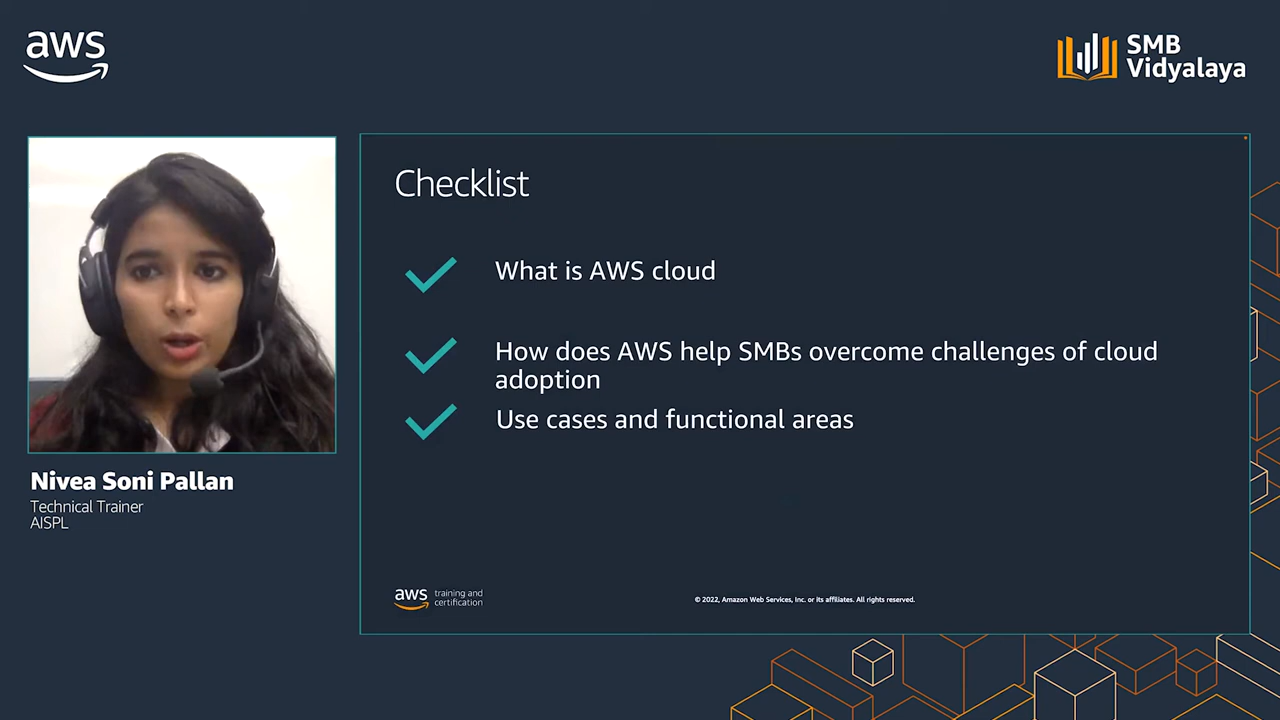 aws
SMB
Vidyalaya
Checklist
What is AWS cloud
How does AWS help SMBs overcome challenges of cloud
adoption
Use cases and functional areas
Nivea Soni Pallan
Technical Trainer
AISPL
aws training and
certification
© 2022, Amazon Web Services, Inc. or its affiliates. All rights reserved.